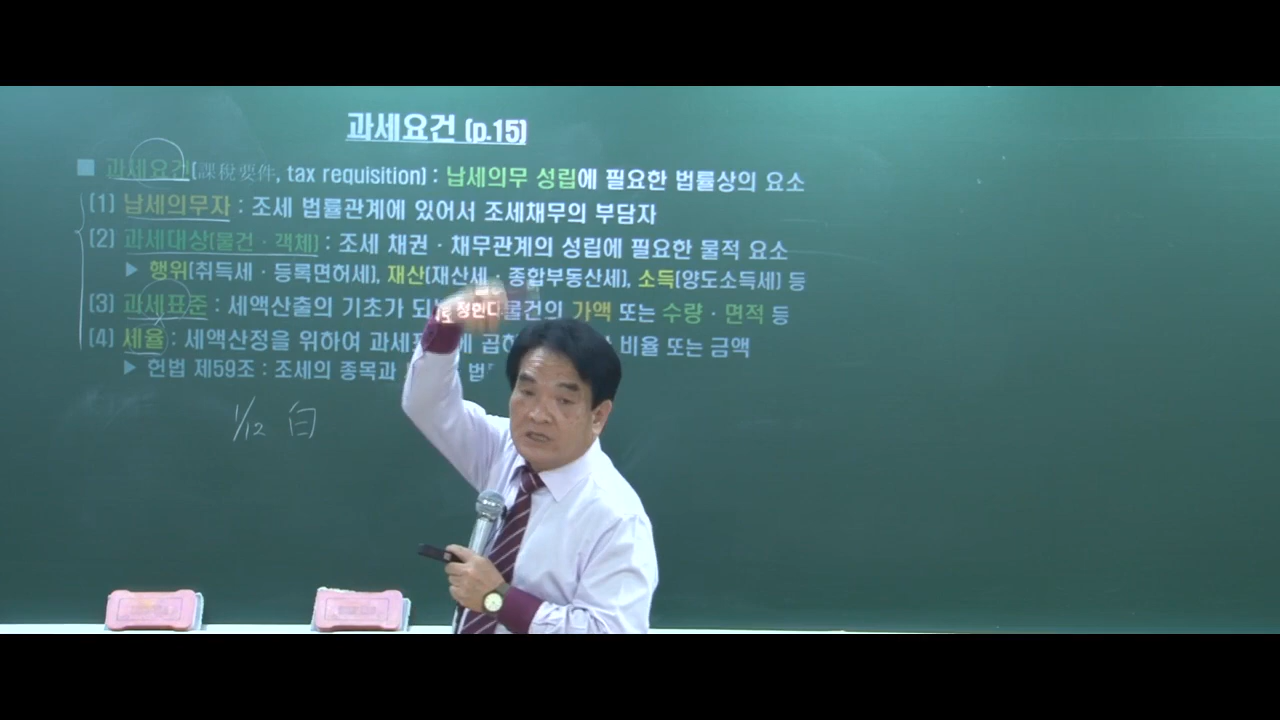 과세요건 (p.15)
■ 과세요건(課稅要件, tax requisition) : 납세의무 성립에 필요한 법률상의 요소
(1) 납세의무자 : 조세 법률관계에 있어서 조세채무의 부담자
(2) 과세대상(물건 · 객체) : 조세 채권 · 채무관계의 성립에 필요한 물적 요소
▶ 행위(취득세 · 등록면허세), 재산(재산세 · 종합부동산세), 소득(양도소득세) 등
(3) 과세표준 : 세액산출의 기초가 되는 물건의 가액 또는 수량 · 면적 등
(4) 세율 : 세액산정을 위하여 과세표 에 곱 비율 또는 금액
▶ 헌법 제59조 : 조세의 종목과 법 로 정한다
1/12 白